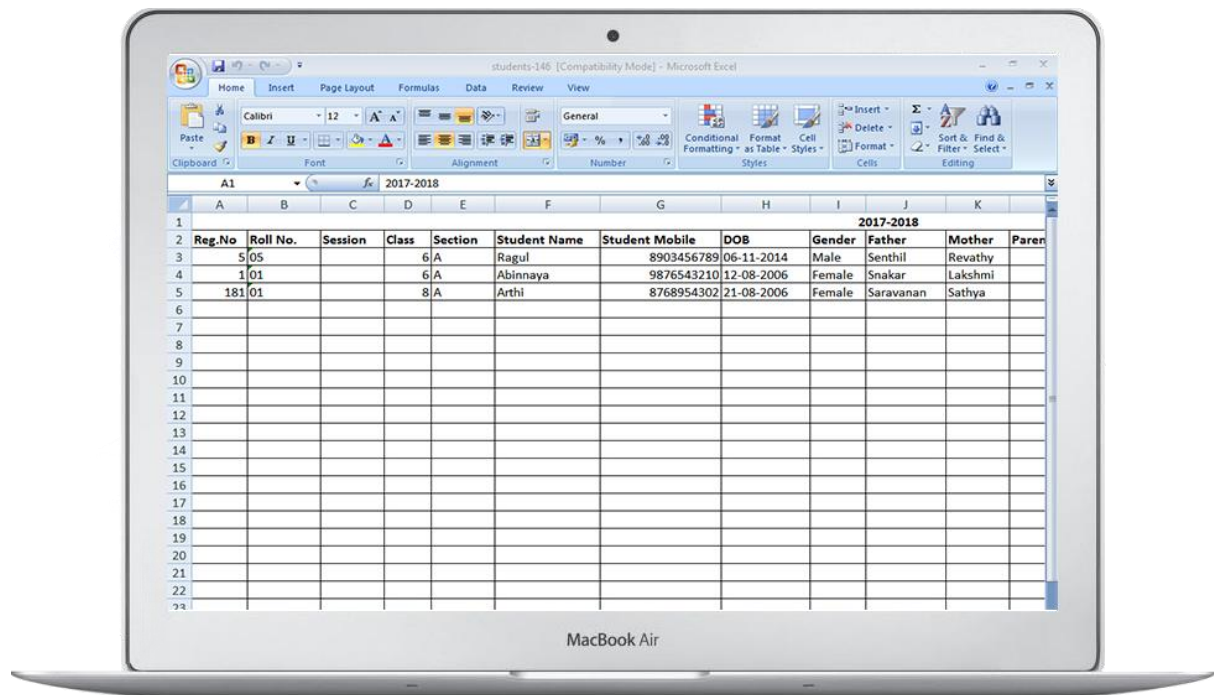 students-146 [Compatibility Mode] - Microsoft Excel
Home Insert Page Layout Formulas Data Review View
Paste
Calibri 12 A A
B I U A
General
% ,
Conditional Formatting
Format as Table
Cell Styles
Insert
Delete
Format
Σ
Sort & Filter
Find & Select
Clipboard Font Alignment Number Styles Cells Editing
A1 fx 2017-2018
A B C D E F G H I J K
1 2017-2018
2 Reg.No Roll No. Session Class Section Student Name Student Mobile DOB Gender Father Mother Paren
3 5 05 6 A Ragul 8903456789 06-11-2014 Male Senthil Revathy
4 1 01 6 A Abinnaya 9876543210 12-08-2006 Female Snakar Lakshmi
5 181 01 8 A Arthi 8768954302 21-08-2006 Female Saravanan Sathya
6
7
8
9
10
11
12
13
14
15
16
17
18
19
20
21
22
23
MacBook Air